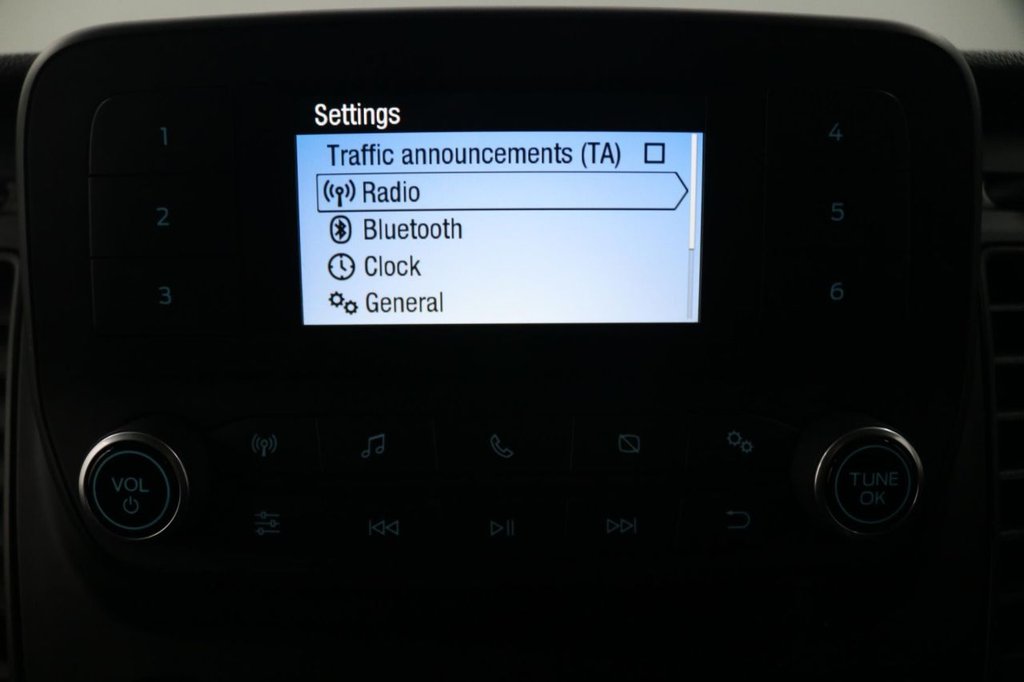 Settings
Traffic announcements (TA)
Radio
Bluetooth
Clock
General
1
2
3
4
5
6
VOL
TUNE
OK